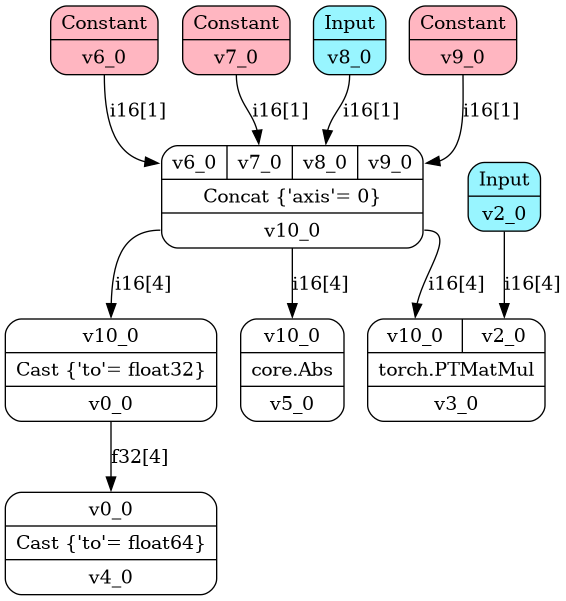 Constant
v6_0
Constant
v7_0
Input
v8_0
Constant
v9_0
i16[1]
i16[1]
i16[1]
i16[1]
v6_0 v7_0 v8_0 v9_0
Concat {'axis'= 0}
v10_0
Input
v2_0
i16[4]
i16[4]
i16[4]
i16[4]
v10_0
Cast {'to'= float32}
v0_0
v10_0
core.Abs
v5_0
v10_0 v2_0
torch.PTMatMul
v3_0
f32[4]
v0_0
Cast {'to'= float64}
v4_0